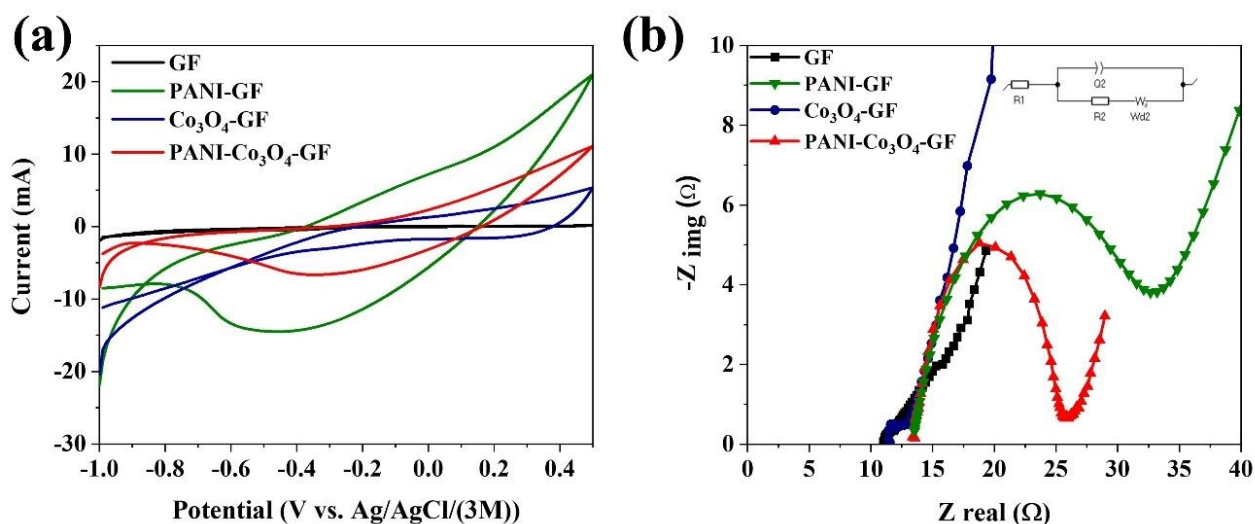 (a)
GF
PANI-GF
Co₃O₄-GF
PANI-Co₃O₄-GF
Current (mA)
20
10
0
-10
-20
-30
-1.0 -0.8 -0.6 -0.4 -0.2 0.0 0.2 0.4
Potential (V vs. Ag/AgCl/(3M))
(b)
GF
PANI-GF
Co₃O₄-GF
PANI-Co₃O₄-GF
R1
Q2
R2
Wd2
W
-Z img (Ω)
10
8
6
4
2
0
0 10 15 20 25 30 35 40
Z real (Ω)